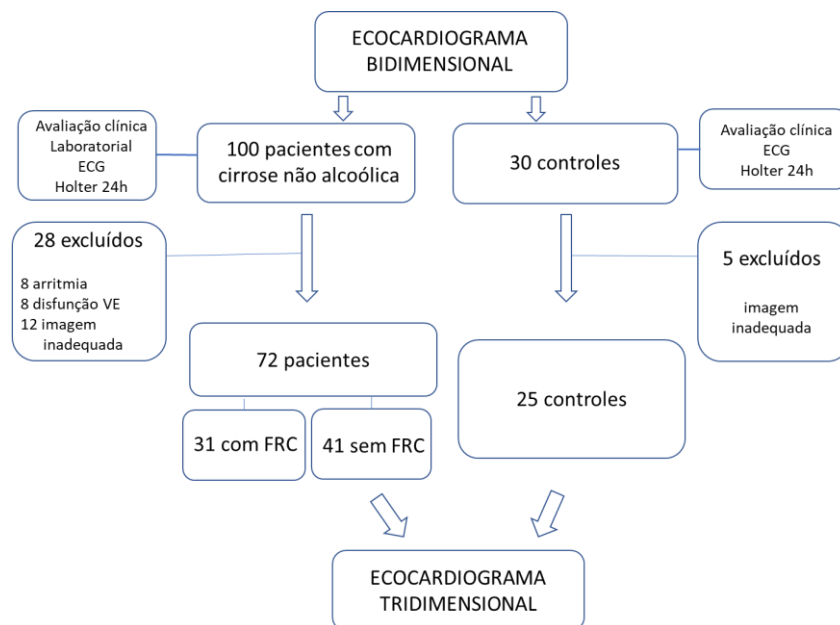 ECOCARDIOGRAMA
BIDIMENSIONAL
Avaliação clínica
Laboratorial
ECG
Holter 24h
100 pacientes com
cirrose não alcoólica
30 controles
Avaliação clínica
ECG
Holter 24h
28 excluídos
8 arritmia
8 disfunção VE
12 imagem
inadequada
5 excluídos
imagem
inadequada
72 pacientes
25 controles
31 com FRC
41 sem FRC
ECOCARDIOGRAMA
TRIDIMENSIONAL